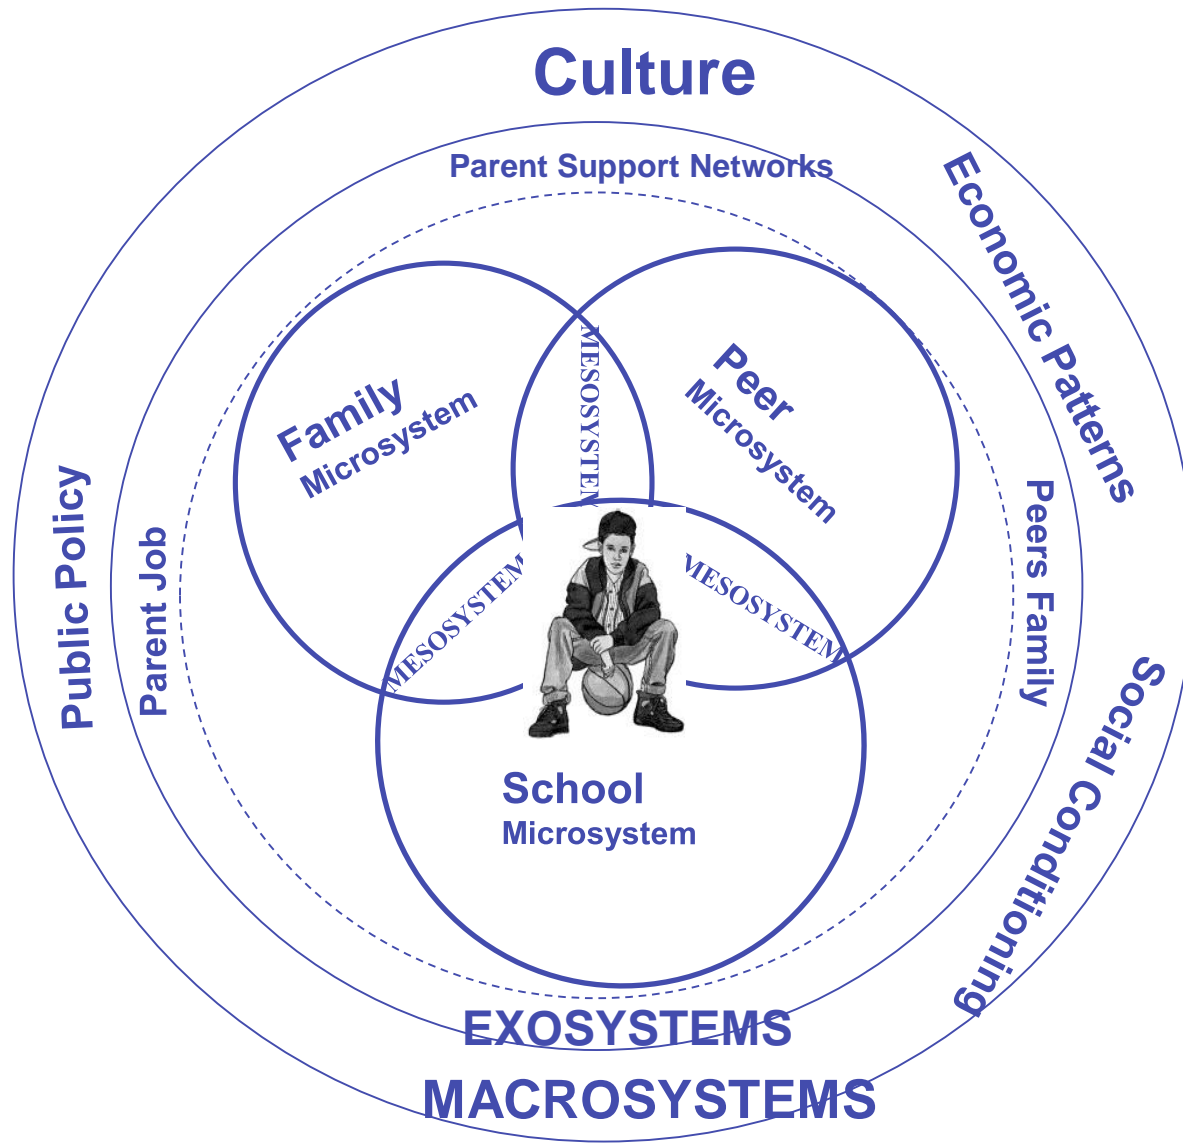 Culture
Parent Support Networks
Economic Patterns
MESOSYSTEM
Peer
Microsystem
Family
Microsystem
Public Policy
Parent Job
Peers Family
MESOSYSTEM
MESOSYSTEM
Social Conditioning
School
Microsystem
EXOSYSTEMS
MACROSYSTEMS